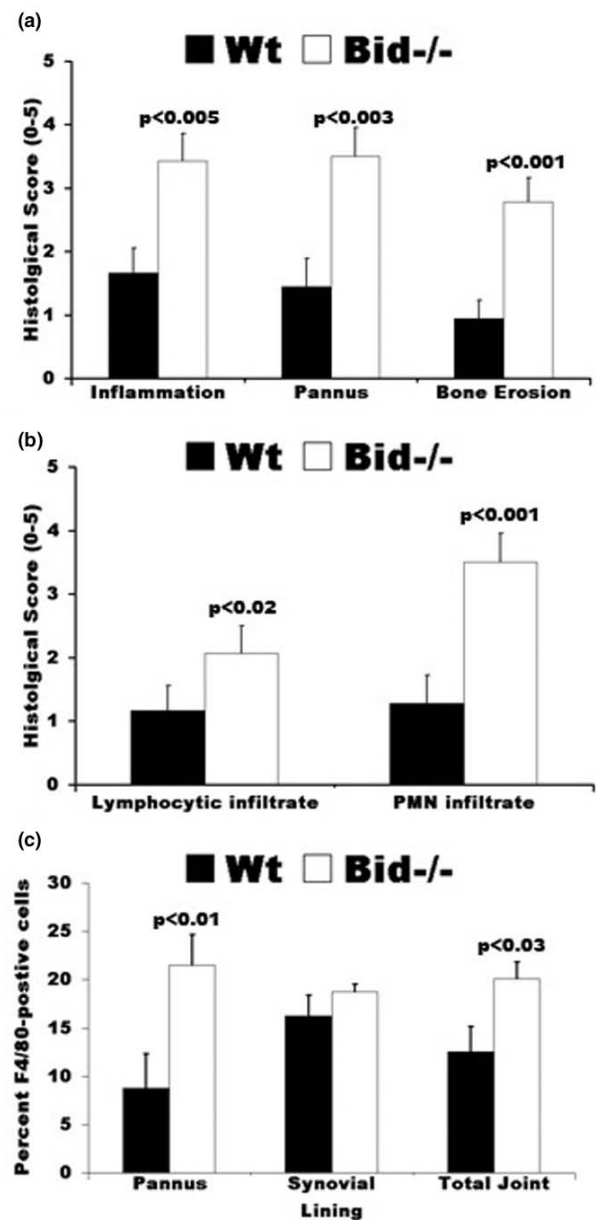 (a)
Wt Bid-/-
Histolgical Score (0-5)
5
4
3
2
1
0
p<0.005
p<0.003
p<0.001
Inflammation Pannus Bone Erosion
(b)
Wt Bid-/-
Histolgical Score (0-5)
5
4
3
2
1
0
p<0.02
p<0.001
Lymphocytic infiltrate PMN infiltrate
(c)
Wt Bid-/-
Percent F4/80-postive cells
30
25
20
15
10
5
0
p<0.01
p<0.03
Pannus Synovial Total Joint
Lining